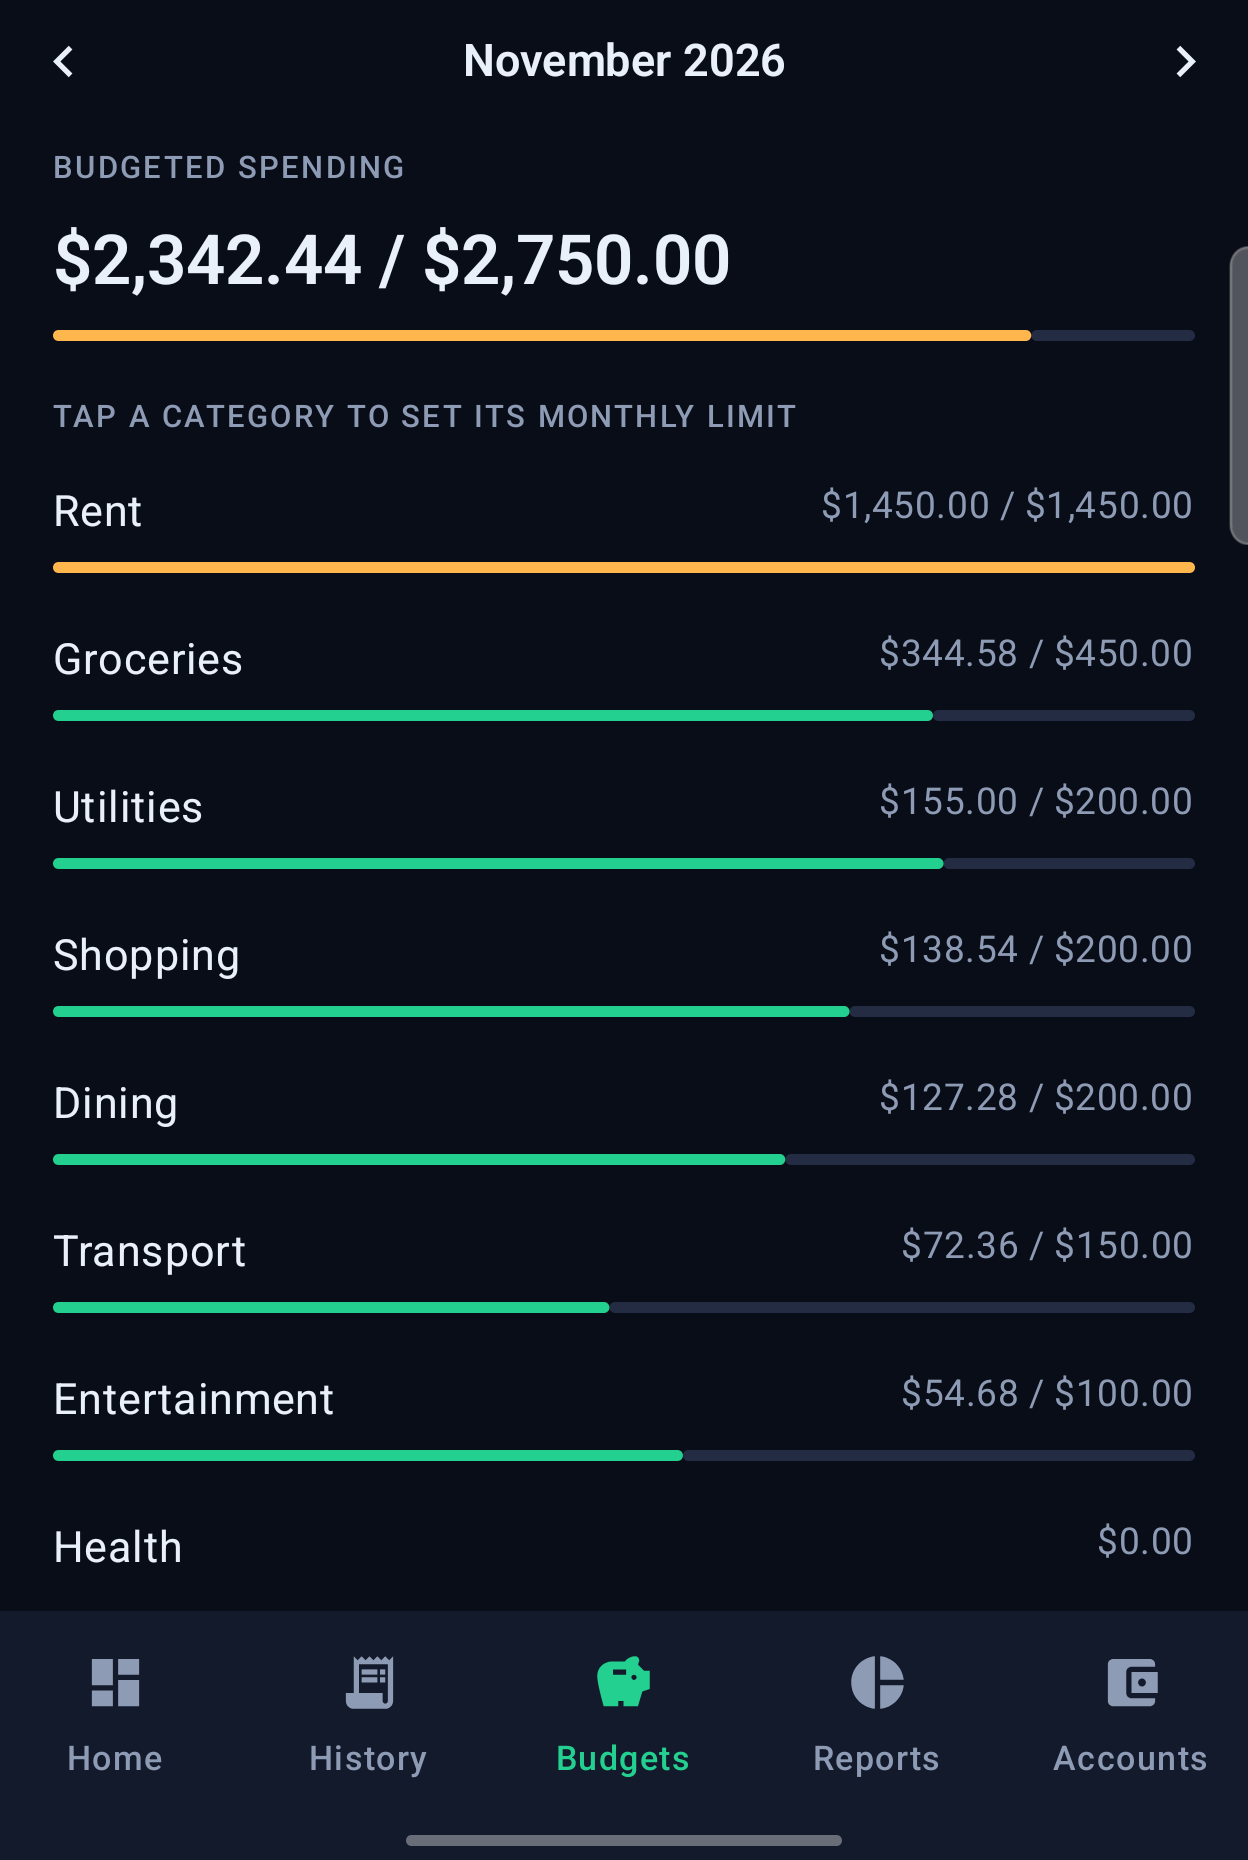 November 2026
BUDGETED SPENDING
$2,342.44 / $2,750.00
TAP A CATEGORY TO SET ITS MONTHLY LIMIT
Rent $1,450.00 / $1,450.00
Groceries $344.58 / $450.00
Utilities $155.00 / $200.00
Shopping $138.54 / $200.00
Dining $127.28 / $200.00
Transport $72.36 / $150.00
Entertainment $54.68 / $100.00
Health $0.00
Home History Budgets Reports Accounts